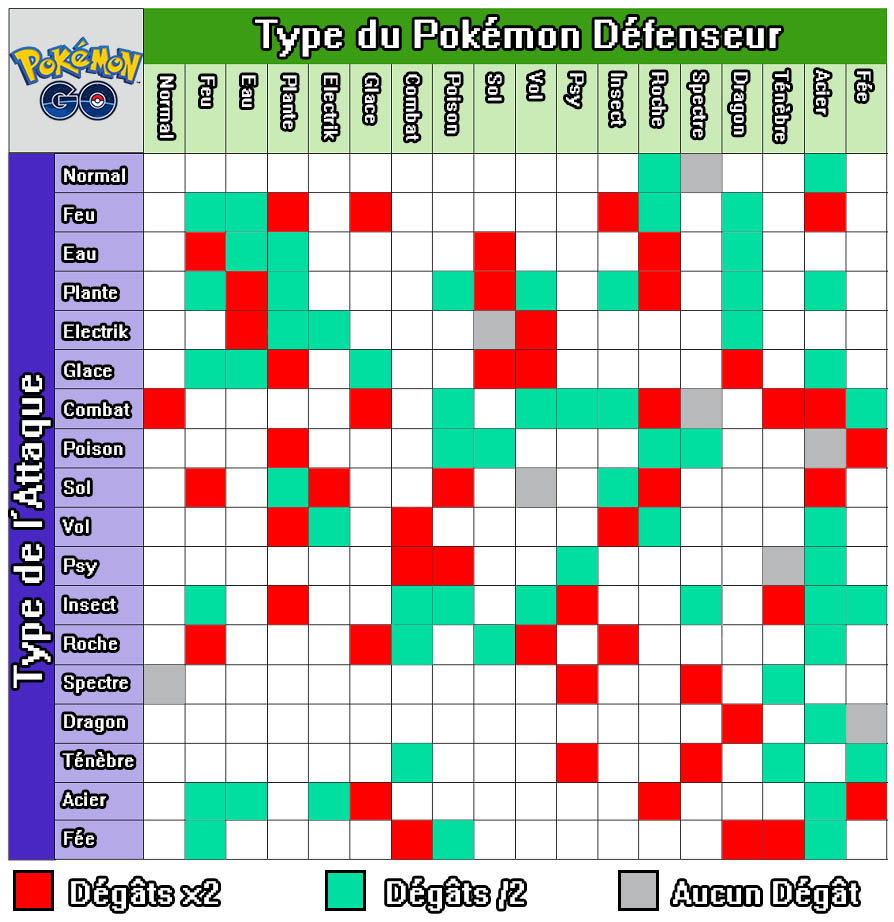 Type du Pokémon Défenseur
POKéMON
GO
Normal
Feu
Eau
Plante
Electrik
Glace
Combat
Poison
Sol
Vol
Psy
Insect
Roche
Spectre
Dragon
Ténèbre
Acier
Fée
Type de l'Attaque
Normal
Feu
Eau
Plante
Electrik
Glace
Combat
Poison
Sol
Vol
Psy
Insect
Roche
Spectre
Dragon
Ténèbre
Acier
Fée
Dégâts x2
Dégâts /2
Aucun Dégât